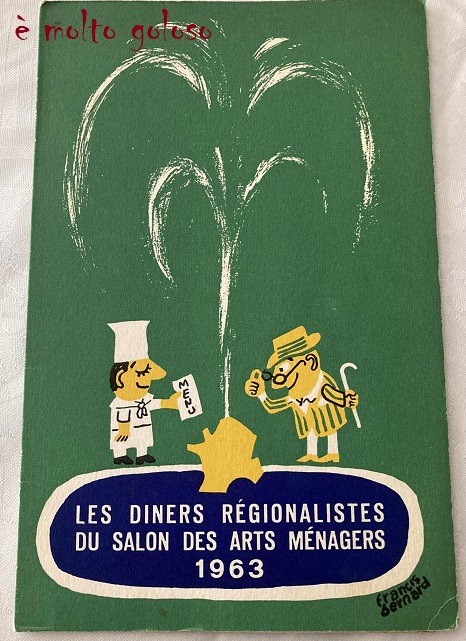 è molto goloso
MENU
LES DINERS RÉGIONALISTES
DU SALON DES ARTS MÉNAGERS
1963
francis
bernard